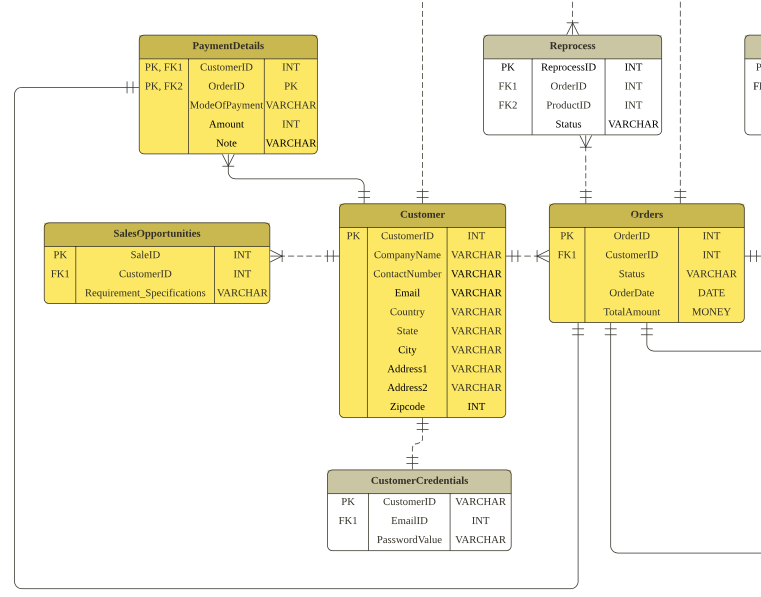 PaymentDetails
PK, FK1 CustomerID INT
PK, FK2 OrderID PK
ModeOfPayment VARCHAR
Amount INT
Note VARCHAR
Reprocess
PK ReprocessID INT
FK1 OrderID INT
FK2 ProductID INT
Status VARCHAR
SalesOpportunities
PK SaleID INT
FK1 CustomerID INT
Requirement_Specifications VARCHAR
Customer
PK CustomerID INT
CompanyName VARCHAR
ContactNumber VARCHAR
Email VARCHAR
Country VARCHAR
State VARCHAR
City VARCHAR
Address1 VARCHAR
Address2 VARCHAR
Zipcode INT
Orders
PK OrderID INT
FK1 CustomerID INT
Status VARCHAR
OrderDate DATE
TotalAmount MONEY
CustomerCredentials
PK CustomerID VARCHAR
FK1 EmailID INT
PasswordValue VARCHAR